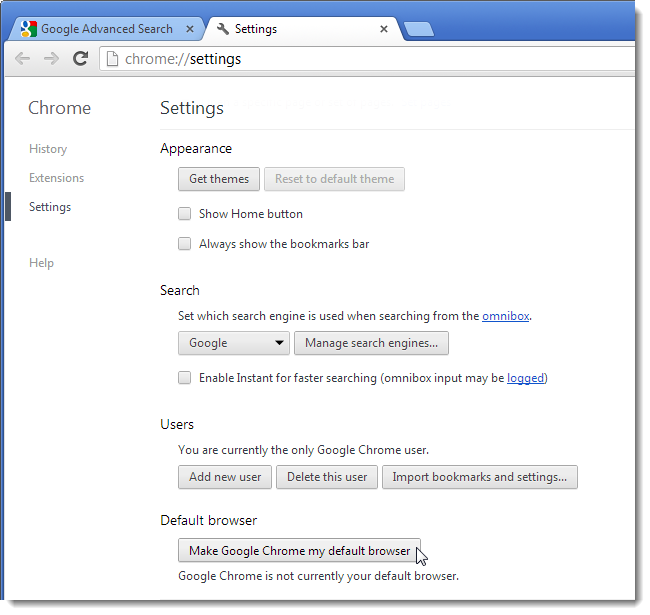 Google Advanced Search
Settings
chrome://settings
Chrome
Settings
History
Extensions
Settings
Help
Appearance
Get themes
Reset to default theme
Show Home button
Always show the bookmarks bar
Search
Set which search engine is used when searching from the omnibox.
Google
Manage search engines...
Enable Instant for faster searching (omnibox input may be logged)
Users
You are currently the only Google Chrome user.
Add new user
Delete this user
Import bookmarks and settings...
Default browser
Make Google Chrome my default browser
Google Chrome is not currently your default browser.